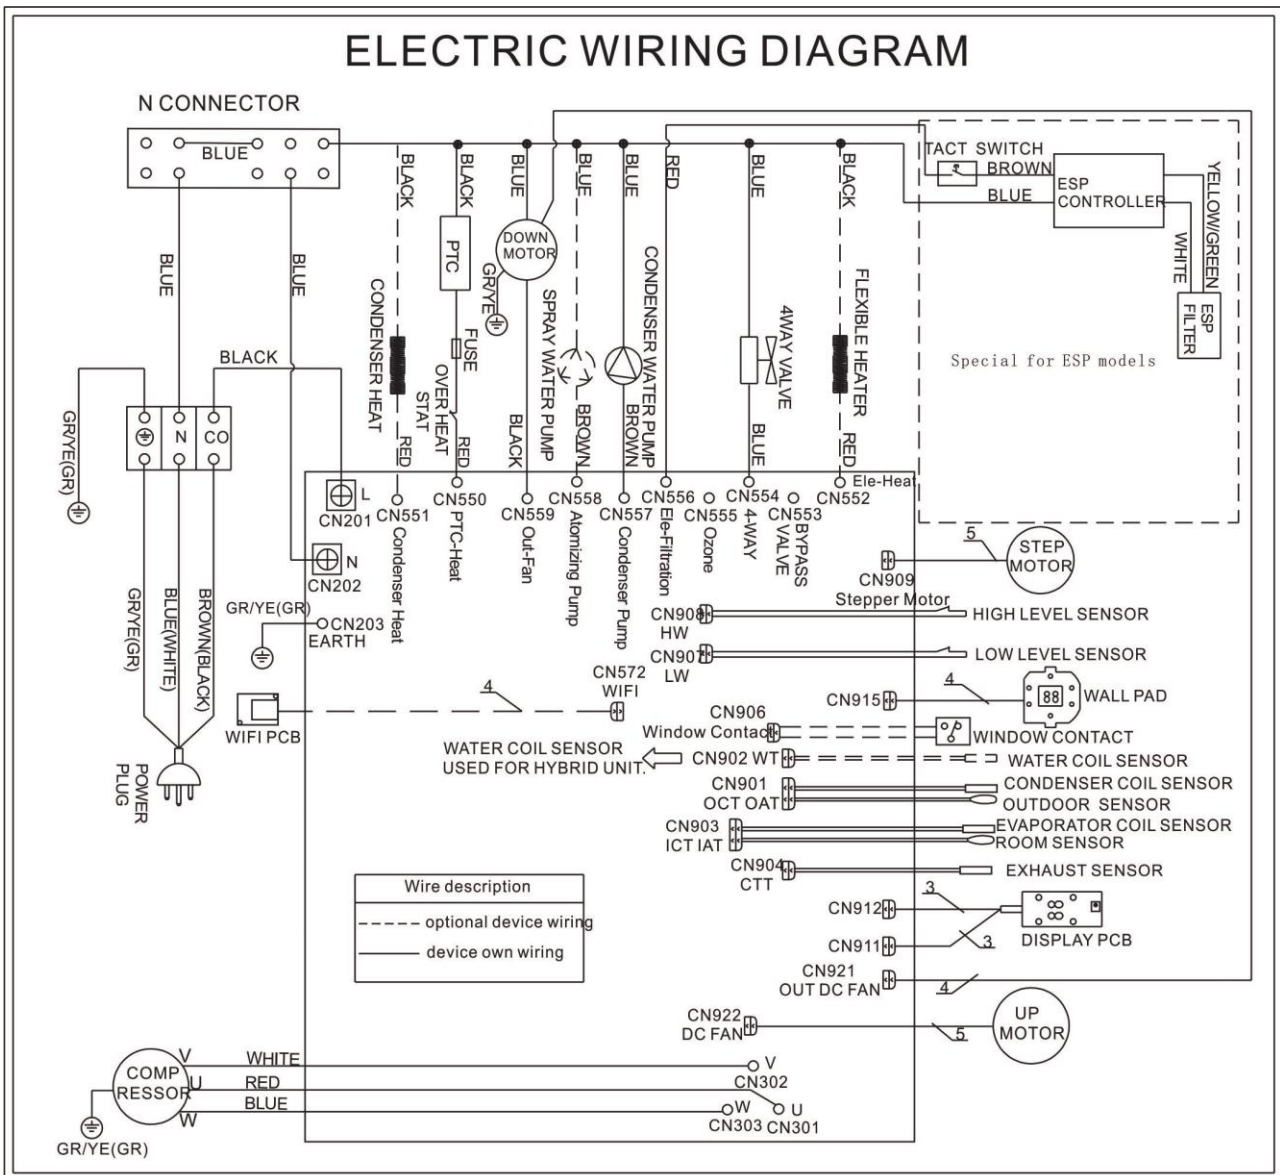 ELECTRIC WIRING DIAGRAM
N CONNECTOR
BLUE
BLACK
BLACK
BLUE
BLUE
BLUE
RED
BLUE
BLACK
TACT SWITCH
BROWN
BLUE
ESP
CONTROLLER
YELLOW/GREEN
WHITE
ESP
FILTER
Special for ESP models
BLUE
BLUE
BLACK
CONDENSER HEAT
PTC
FUSE
OVER HEAT
STAT
DOWN
MOTOR
GR/YE
SPRAY WATER PUMP
CONDENSER WATER PUMP
4WAY VALVE
FLEXIBLE HEATER
RED
RED
BLACK
BROWN
BROWN
BLUE
RED
GR/YE(GR)
N
CO
L
CN201
N
CN202
GR/YE(GR)
CN203
EARTH
CN551
Condenser Heat
CN550
PTC-Heat
CN559
Out-Fan
CN558
Atomizing Pump
CN557
Condenser Pump
CN556
Ele-Filtration
CN555
Ozone
CN554
4-WAY
CN553
BYPASS
VALVE
CN552
Ele-Heat
GR/YE(GR)
BLUE(WHITE)
BROWN(BLACK)
POWER
PLUG
WIFI PCB
4
CN572
WIFI
CN909
Stepper Motor
5
STEP
MOTOR
CN908
HW
HIGH LEVEL SENSOR
CN907
LW
LOW LEVEL SENSOR
CN915
4
88
WALL PAD
CN906
Window Contact
WINDOW CONTACT
WATER COIL SENSOR
USED FOR HYBRID UNIT.
CN902 WT
WATER COIL SENSOR
CN901
OCT OAT
CONDENSER COIL SENSOR
OUTDOOR SENSOR
CN903
ICT IAT
EVAPORATOR COIL SENSOR
ROOM SENSOR
CN904
CTT
EXHAUST SENSOR
CN912
3
CN911
3
DISPLAY PCB
CN921
OUT DC FAN
4
CN922
DC FAN
5
UP
MOTOR
Wire description
optional device wiring
device own wiring
COMP
RESSOR
V
WHITE
V
CN302
U
RED
U
CN301
W
BLUE
W
CN303
GR/YE(GR)